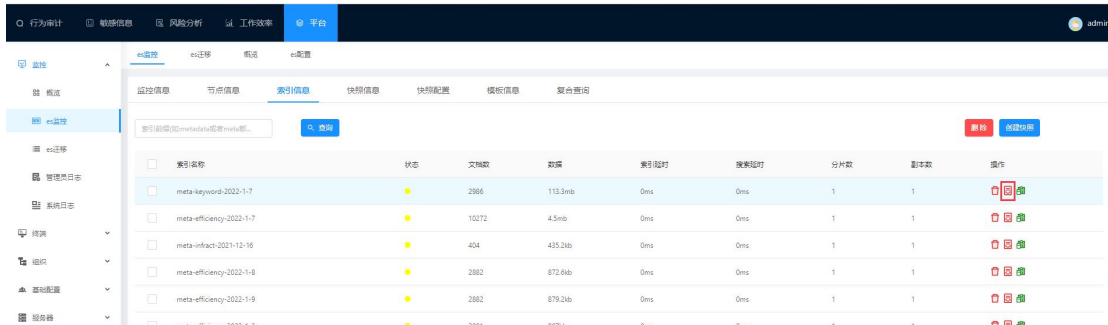 行为审计 敏感信息 风险分析 工作效率 平台 admin
监控 es监控 es迁移 概览 es配置
概览 监控信息 节点信息 索引信息 快照信息 快照配置 模板信息 复合查询
es监控 查询 删除 创建快照
es迁移
管理员日志 索引名称 状态 文档数 数据 索引延时 搜索延时 分片数 副本数 操作
系统日志 meta-keyword-2022-1-7 2986 113.3mb 0ms 0ms 1 1
meta-efficiency-2022-1-7 10272 4.5mb 0ms 0ms 1 1
终端 meta-infract-2021-12-16 404 435.2kb 0ms 0ms 1 1
组织 meta-efficiency-2022-1-8 2882 872.6kb 0ms 0ms 1 1
基础配置 meta-efficiency-2022-1-9 2882 879.2kb 0ms 0ms 1 1
服务器